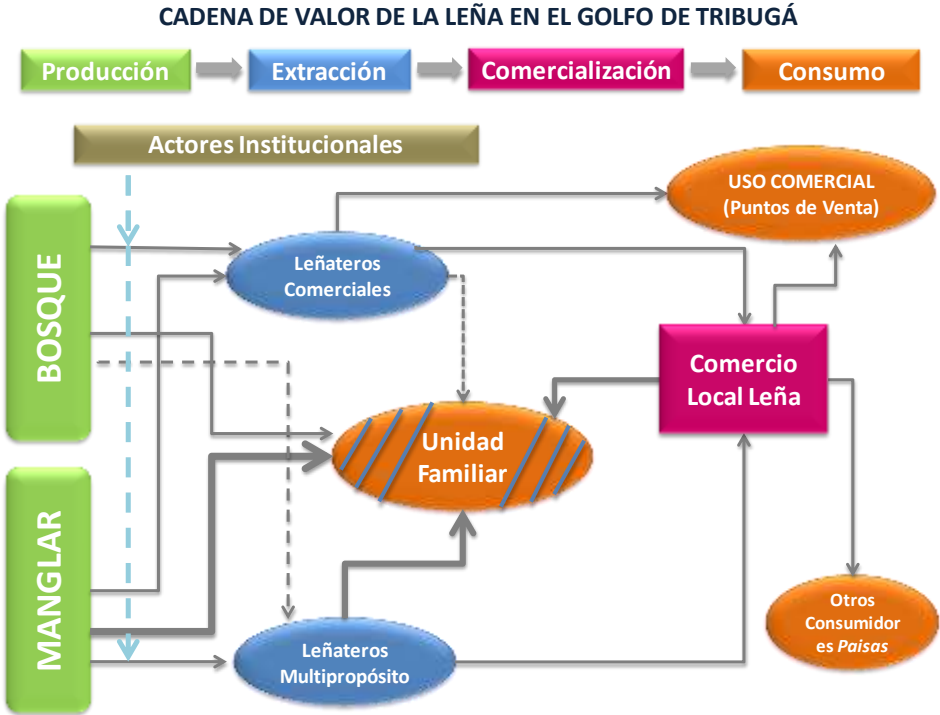 CADENA DE VALOR DE LA LEÑA EN EL GOLFO DE TRIBUGÁ
Producción
Extracción
Comercialización
Consumo
Actores Institucionales
USO COMERCIAL
(Puntos de Venta)
BOSQUE
Leñateros
Comerciales
Comercio
Local Leña
Unidad
Familiar
MANGLAR
Otros
Consumidor
es Paisas
Leñateros
Multipropósito